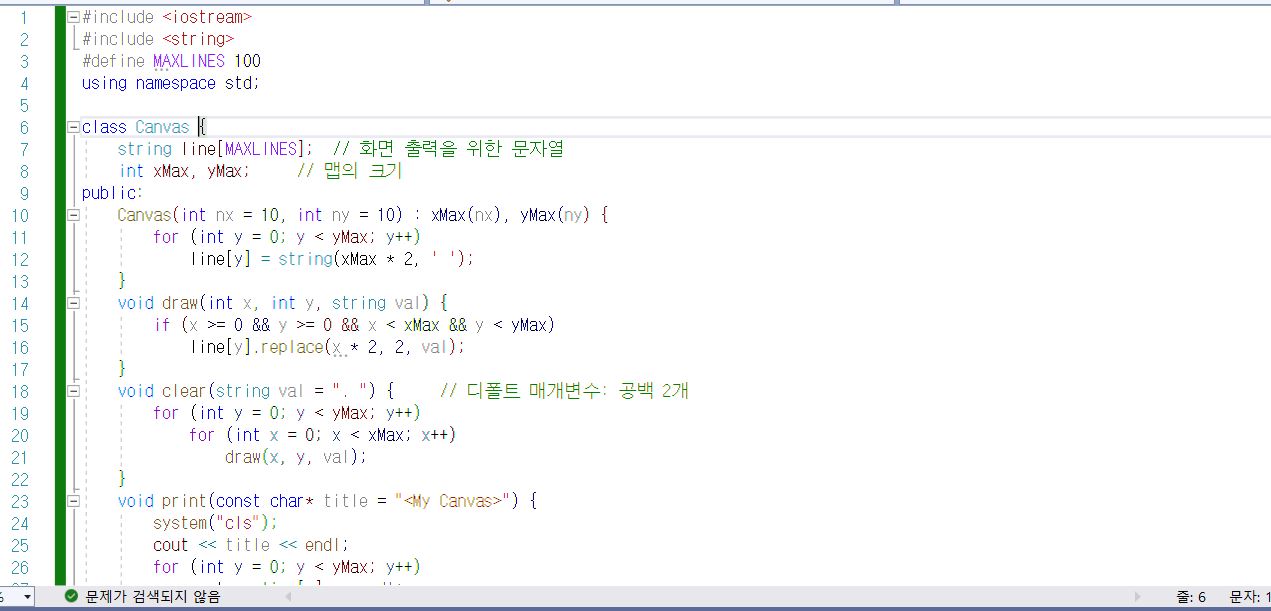 1 #include <iostream>
2 #include <string>
3 #define MAXLINES 100
4 using namespace std;
5
6 class Canvas {
7 string line[MAXLINES]; // 화면 출력을 위한 문자열
8 int xMax, yMax; // 맵의 크기
9 public:
10 Canvas(int nx = 10, int ny = 10) : xMax(nx), yMax(ny) {
11 for (int y = 0; y < yMax; y++)
12 line[y] = string(xMax * 2, ' ');
13 }
14 void draw(int x, int y, string val) {
15 if (x >= 0 && y >= 0 && x < xMax && y < yMax)
16 line[y].replace(x * 2, 2, val);
17 }
18 void clear(string val = ". ") { // 디폴트 매개변수: 공백 2개
19 for (int y = 0; y < yMax; y++)
20 for (int x = 0; x < xMax; x++)
21 draw(x, y, val);
22 }
23 void print(const char* title = "<My Canvas>") {
24 system("cls");
25 cout << title << endl;
26 for (int y = 0; y < yMax; y++)
문제가 검색되지 않음 줄: 6 문자: 1